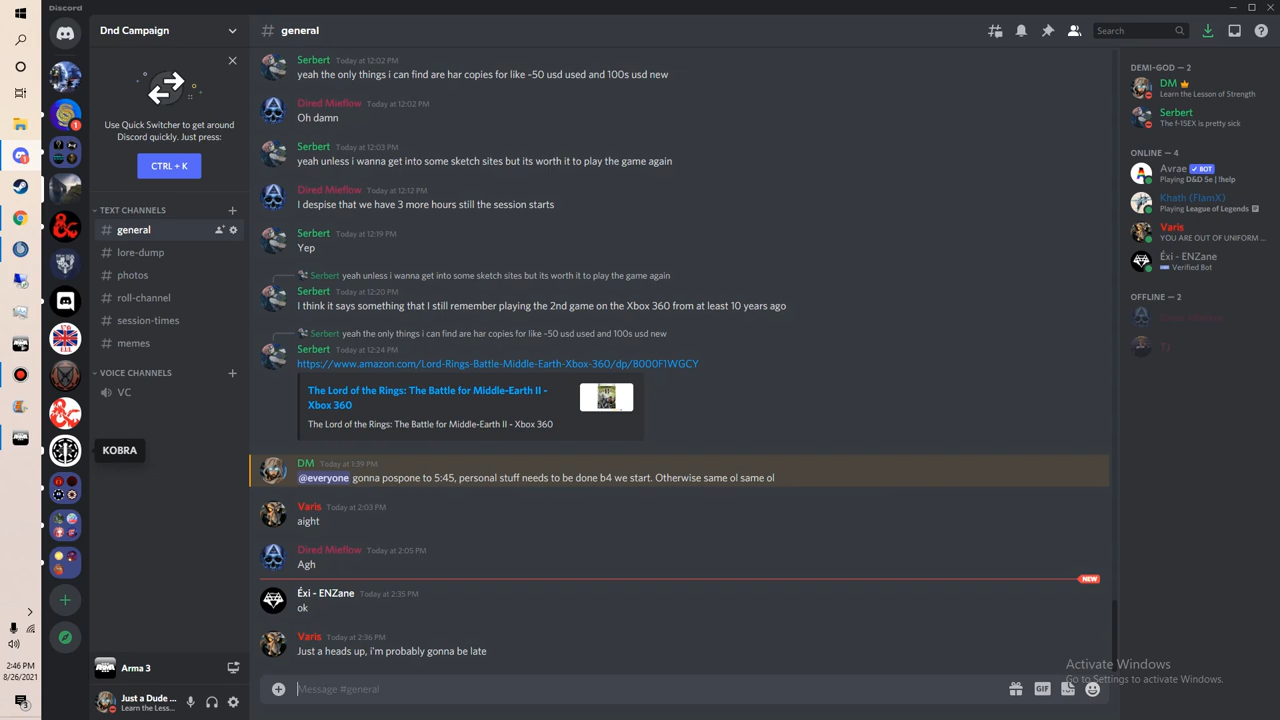 Discord
Dnd Campaign
general
Search
Use Quick Switcher to get around
Discord quickly. Just press:
CTRL + K
TEXT CHANNELS
general
lore-dump
photos
roll-channel
session-times
memes
VOICE CHANNELS
VC
KOBRA
Arma 3
Just a Dude ...
Learn the Less...
1
1
2:46 PM
8/26/2021
3
Serbert Today at 12:02 PM
yeah the only things i can find are har copies for like ~50 usd used and 100s usd new
Dired Mieflow Today at 12:02 PM
Oh damn
Serbert Today at 12:03 PM
yeah unless i wanna get into some sketch sites but its worth it to play the game again
Dired Mieflow Today at 12:12 PM
I despise that we have 3 more hours still the session starts
Serbert Today at 12:19 PM
Yep
Serbert yeah unless i wanna get into some sketch sites but its worth it to play the game again
Serbert Today at 12:20 PM
I think it says something that I still remember playing the 2nd game on the Xbox 360 from at least 10 years ago
Serbert yeah the only things i can find are har copies for like ~50 usd used and 100s usd new
Serbert Today at 12:24 PM
https://www.amazon.com/Lord-Rings-Battle-Middle-Earth-Xbox-360/dp/B000F1WGCY
The Lord of the Rings: The Battle for Middle-Earth II -
Xbox 360
The Lord of the Rings: The Battle for Middle-Earth II - Xbox 360
DM Today at 1:39 PM
@everyone gonna pospone to 5:45, personal stuff needs to be done b4 we start. Otherwise same ol same ol
Varis Today at 2:03 PM
aight
Dired Mieflow Today at 2:05 PM
Agh
NEW
Éxi - ENZane Today at 2:35 PM
ok
Varis Today at 2:36 PM
Just a heads up, i'm probably gonna be late
Message #general
GIF
DEMI-GOD — 2
DM
Learn the Lesson of Strength
Serbert
The f-15EX is pretty sick
ONLINE — 4
Avrae BOT
Playing D&D 5e | !help
Khath (FlamX)
Playing League of Legends
Varis
YOU ARE OUT OF UNIFORM ...
Éxi - ENZane
Verified Bot
OFFLINE — 2
Activate Windows
Go to Settings to activate Windows.